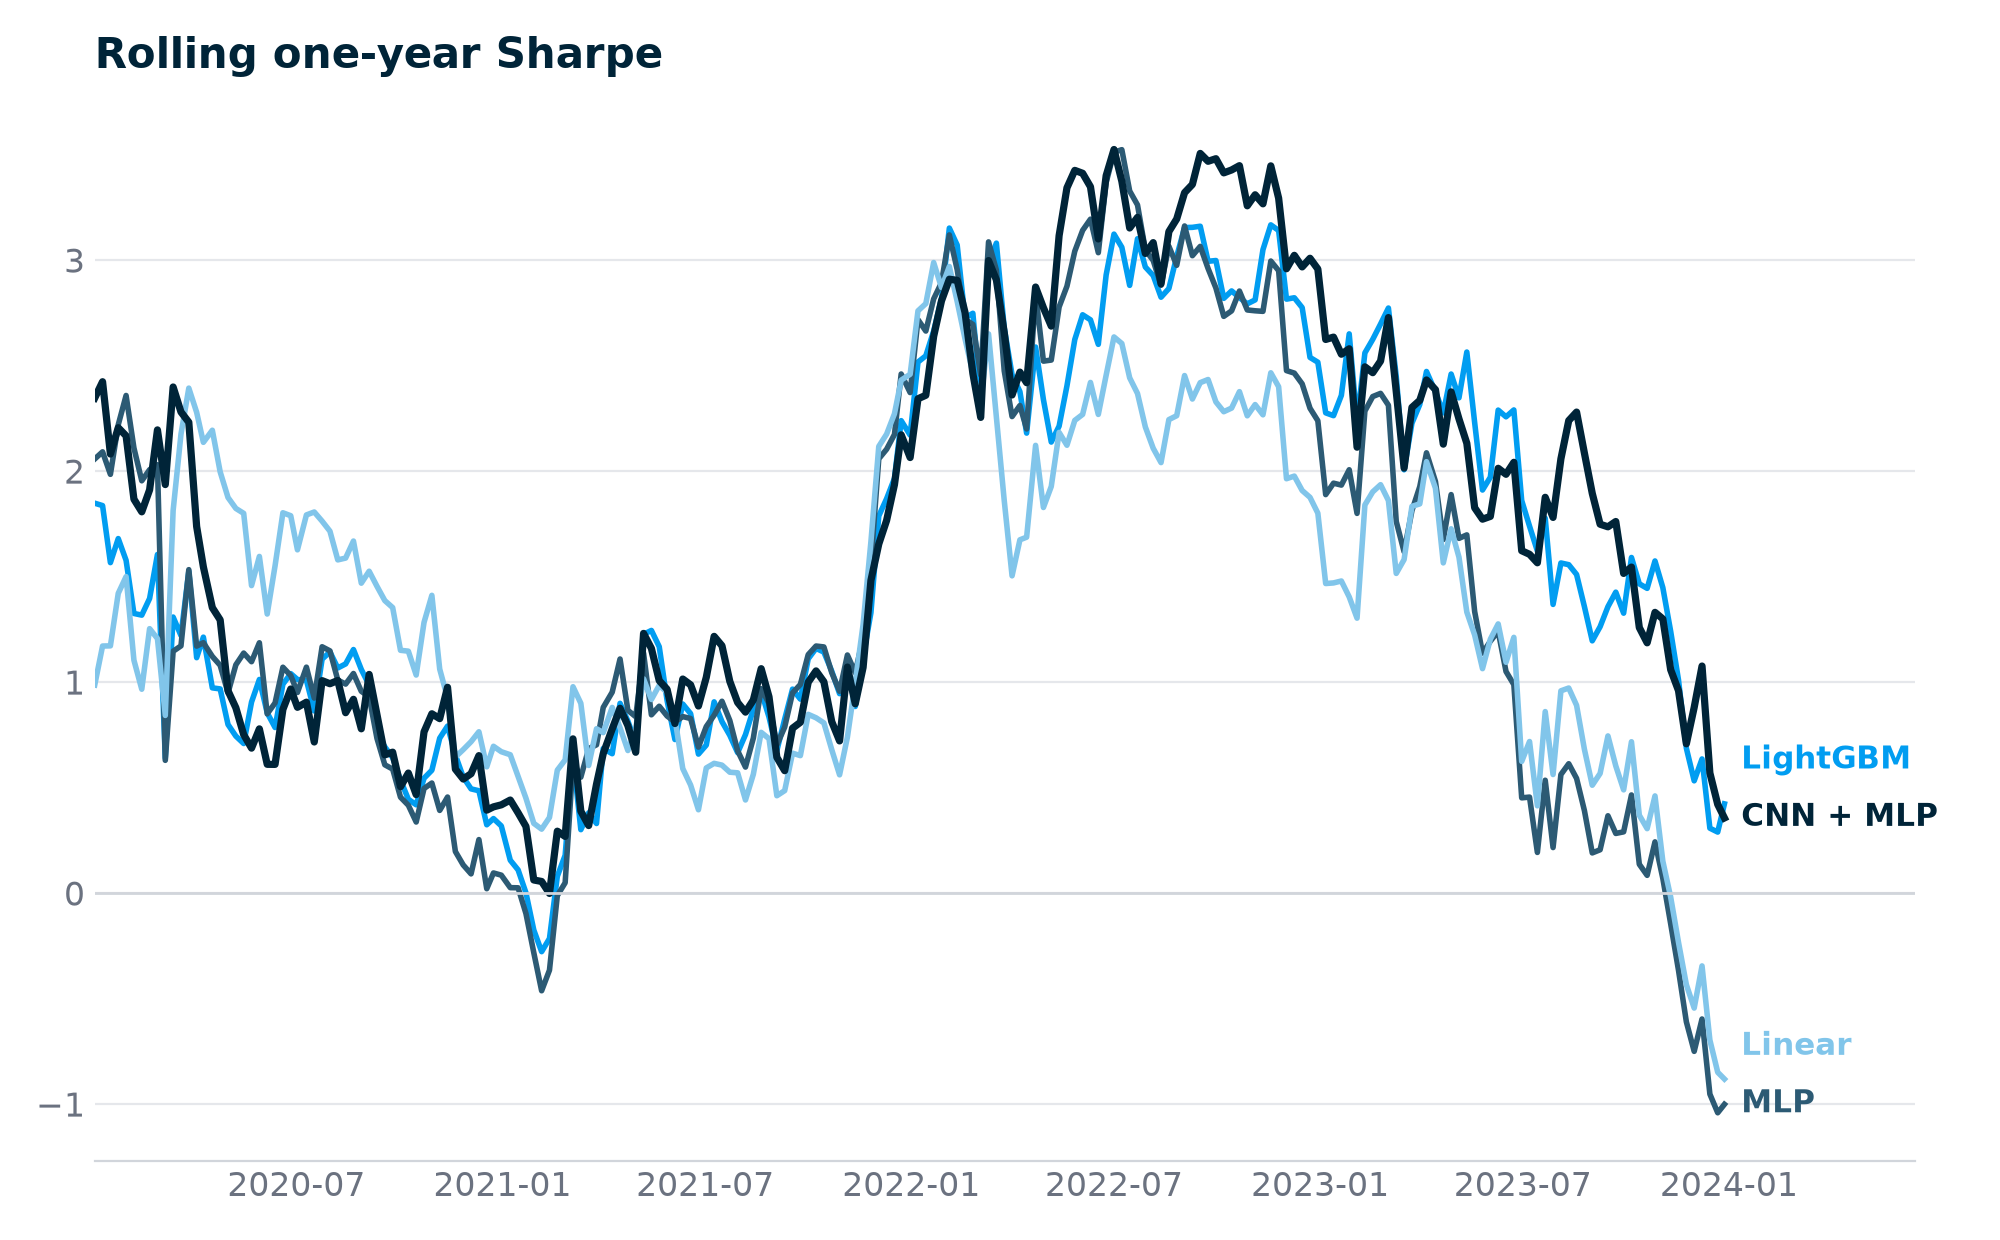 Rolling one-year Sharpe
3
2
1
0
−1
LightGBM
CNN + MLP
Linear
MLP
2020-07
2021-01
2021-07
2022-01
2022-07
2023-01
2023-07
2024-01